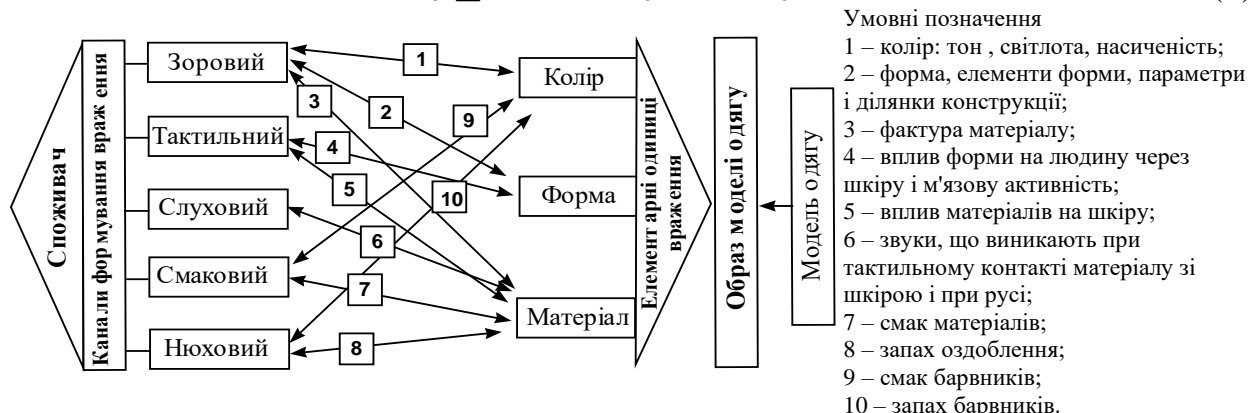 Споживач
Канали формування враження
Зоровий
Тактильний
Слуховий
Смаковий
Нюховий
1
2
3
4
5
6
7
8
9
10
Колір
Форма
Матеріал
Елементарні одиниці
враження
Образ моделі одягу
Модель одягу
Умовні позначення
1 – колір: тон , світлота, насиченість;
2 – форма, елементи форми, параметри
і ділянки конструкції;
3 – фактура матеріалу;
4 – вплив форми на людину через
шкіру і м'язову активність;
5 – вплив матеріалів на шкіру;
6 – звуки, що виникають при
тактильному контакті матеріалу зі
шкірою і при русі;
7 – смак матеріалів;
8 – запах оздоблення;
9 – смак барвників;
10 – запах барвників.